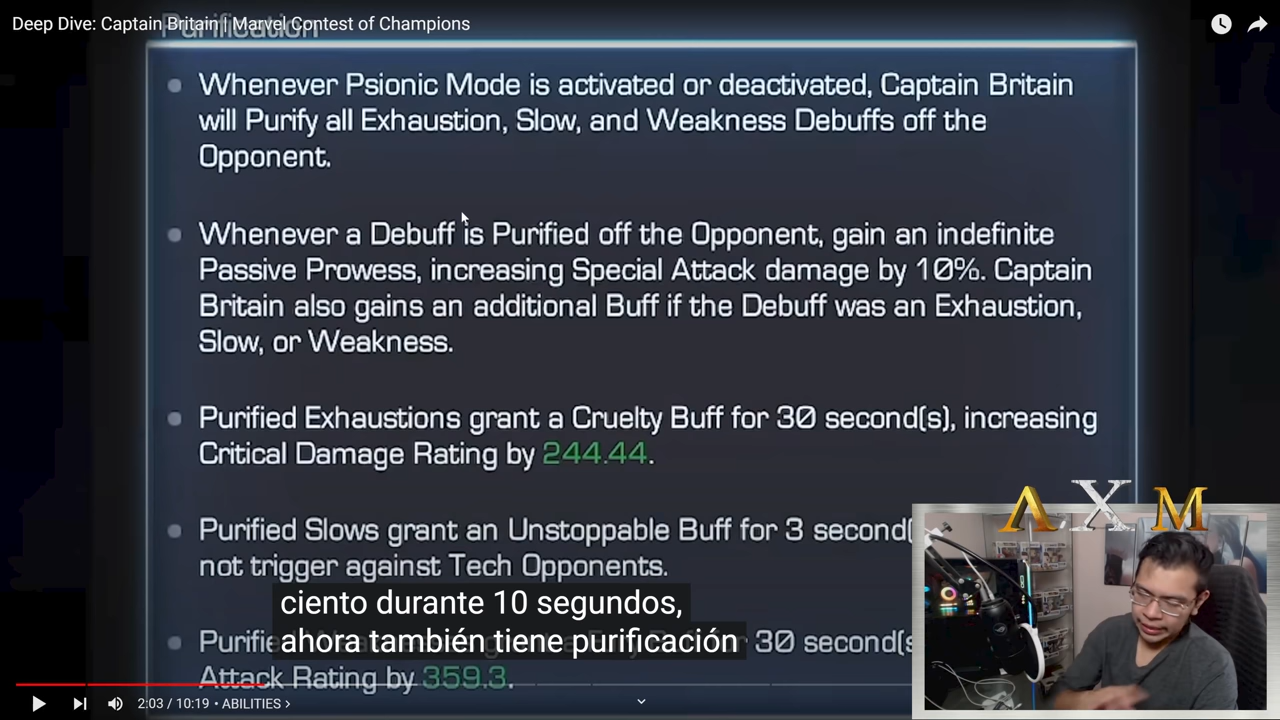 Deep Dive: Captain Britain | Marvel Contest of Champions
Purification
Whenever Psionic Mode is activated or deactivated, Captain Britain
will Purify all Exhaustion, Slow, and Weakness Debuffs off the
Opponent.
Whenever a Debuff is Purified off the Opponent, gain an indefinite
Passive Prowess, increasing Special Attack damage by 10%. Captain
Britain also gains an additional Buff if the Debuff was an Exhaustion,
Slow, or Weakness.
Purified Exhaustions grant a Cruelty Buff for 30 second(s), increasing
Critical Damage Rating by 244.44.
Purified Slows grant an Unstoppable Buff for 3 second(
not trigger against Tech Opponents.
ciento durante 10 segundos,
ahora también tiene purificación
30 second(s
Attack Rating by 359.3.
AXM
2:03 / 10:19 • ABILITIES >